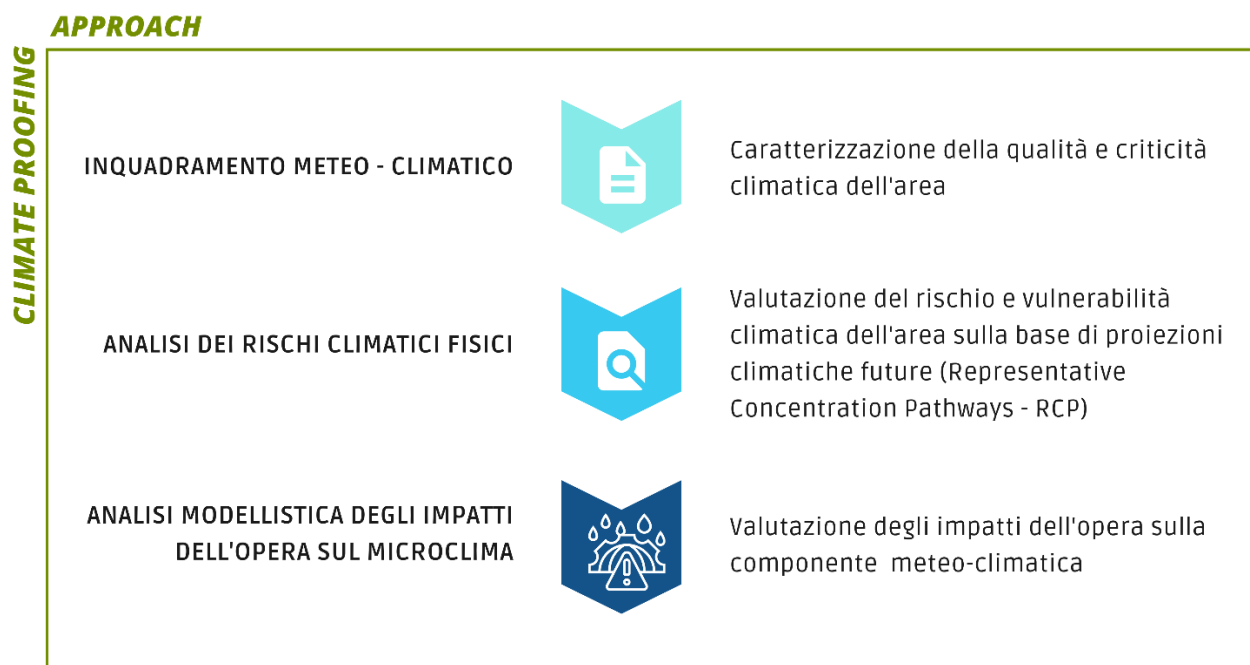 APPROACH
CLIMATE PROOFING
INQUADRAMENTO METEO - CLIMATICO
Caratterizzazione della qualità e criticità
climatica dell'area
ANALISI DEI RISCHI CLIMATICI FISICI
Valutazione del rischio e vulnerabilità
climatica dell'area sulla base di proiezioni
climatiche future (Representative
Concentration Pathways - RCP)
ANALISI MODELLISTICA DEGLI IMPATTI
DELL'OPERA SUL MICROCLIMA
Valutazione degli impatti dell'opera sulla
componente  meteo-climatica